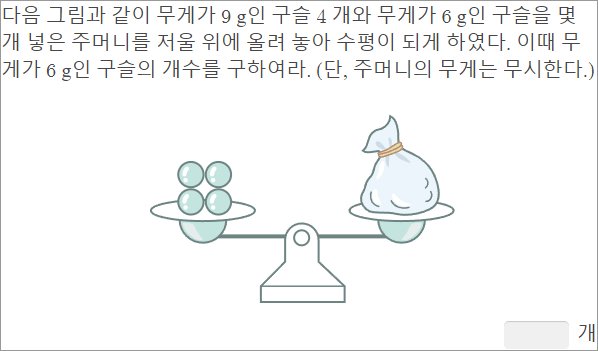 다음 그림과 같이 무게가 9 g인 구슬 4 개와 무게가 6 g인 구슬을 몇
개 넣은 주머니를 저울 위에 올려 놓아 수평이 되게 하였다. 이때 무
게가 6 g인 구슬의 개수를 구하여라. (단, 주머니의 무게는 무시한다.)
개